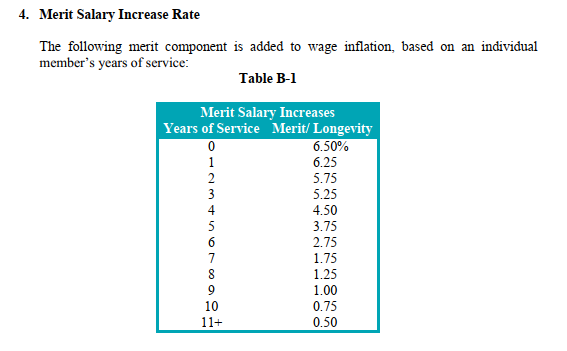 4. Merit Salary Increase Rate
The following merit component is added to wage inflation, based on an individual
member's years of service:
Table B-1
Merit Salary Increases
Years of Service Merit/ Longevity
0 6.50%
1 6.25
2 5.75
3 5.25
4 4.50
5 3.75
6 2.75
7 1.75
8 1.25
9 1.00
10 0.75
11+ 0.50